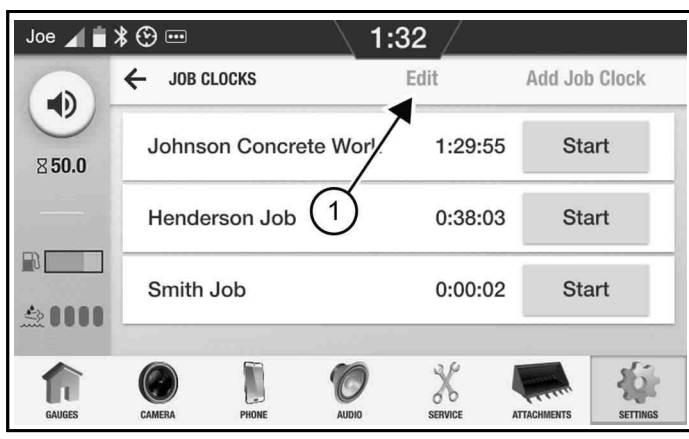 Joe 1:32
JOB CLOCKS Edit Add Job Clock
Johnson Concrete Work 1:29:55 Start
50.0
Henderson Job 1 0:38:03 Start
Smith Job 0:00:02 Start
GAUGES CAMERA PHONE AUDIO SERVICE ATTACHMENTS SETTINGS